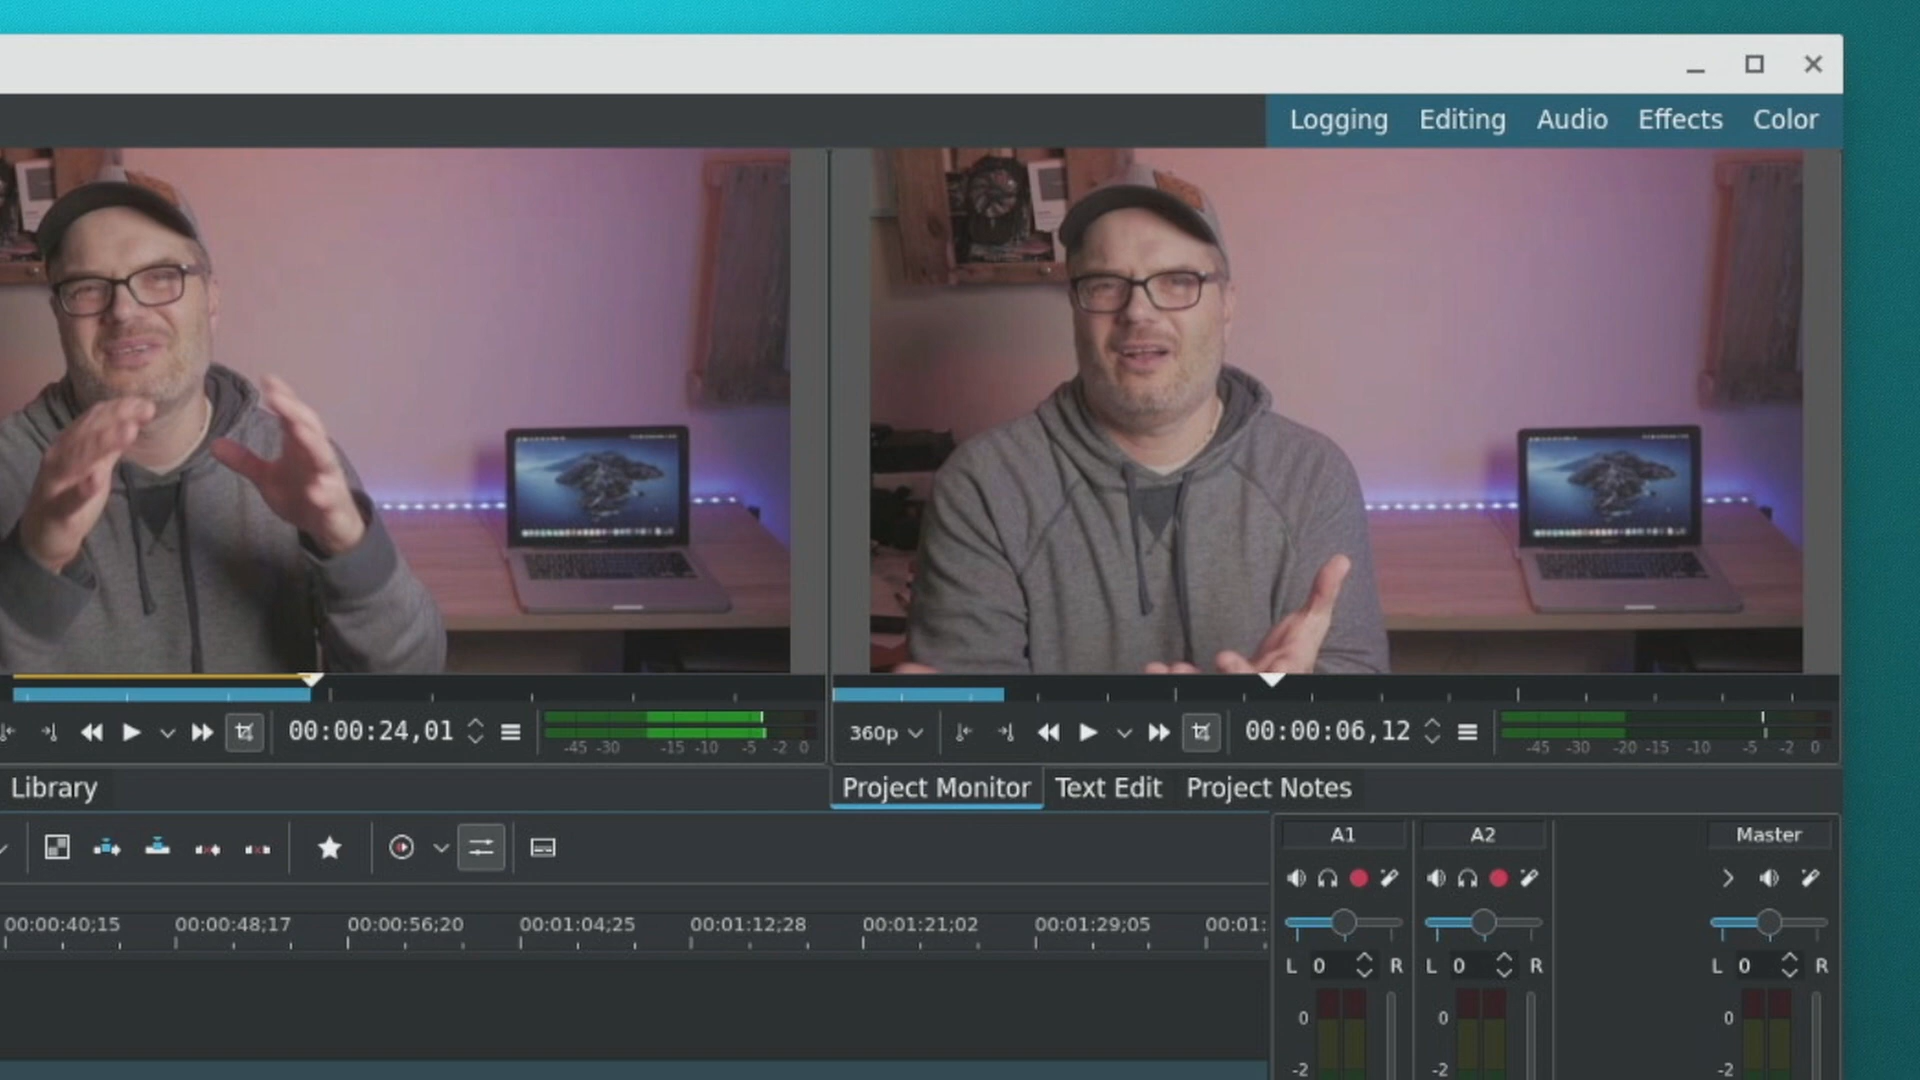 Logging Editing Audio Effects Color
00:00:24,01
-45 -30 -15 -10 -5 -2 0
360p
00:00:06,12
-45 -30 -20 -15 -10 -5 -2 0
Library
Project Monitor Text Edit Project Notes
A1 A2 Master
00:00:40;15 00:00:48;17 00:00:56;20 00:01:04;25 00:01:12;28 00:01:21;02 00:01:29;05 00:01:
L 0 R L 0 R L 0 R
0 0 0
-2 -2 -2